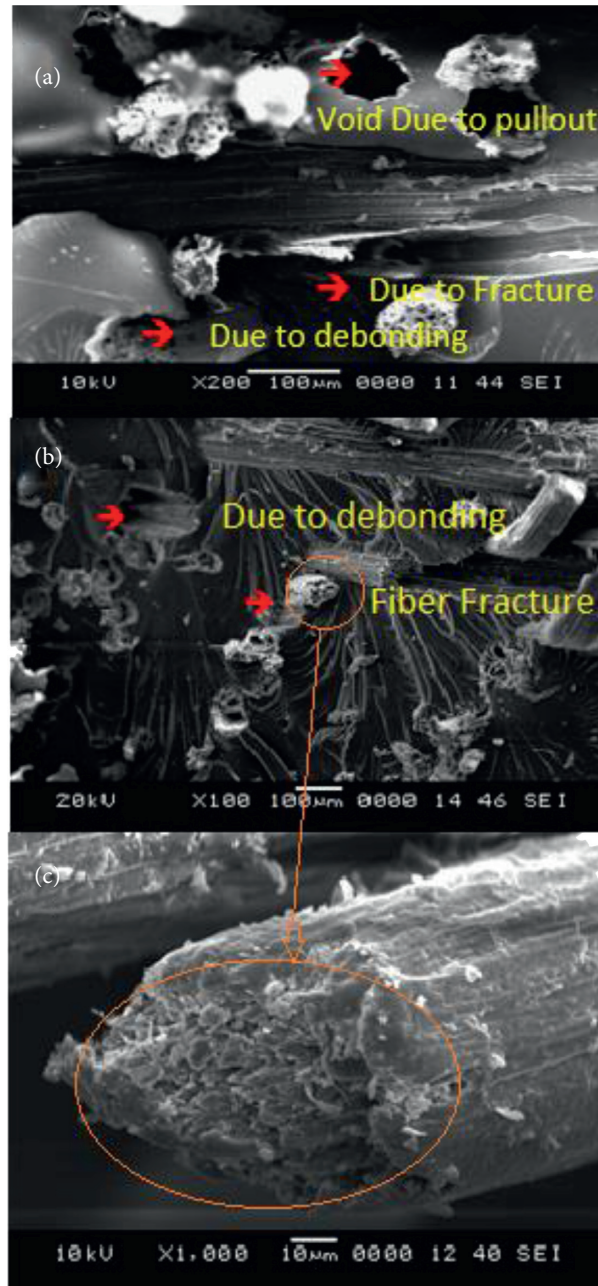 (a)
Void Due to pullout
Due to Fracture
Due to debonding
10kV X200 100μm 0000 11 44 SEI
(b)
Due to debonding
Fiber Fracture
20kV X100 100μm 0000 14 46 SEI
(c)
10kV X1,000 10μm 0000 12 40 SEI